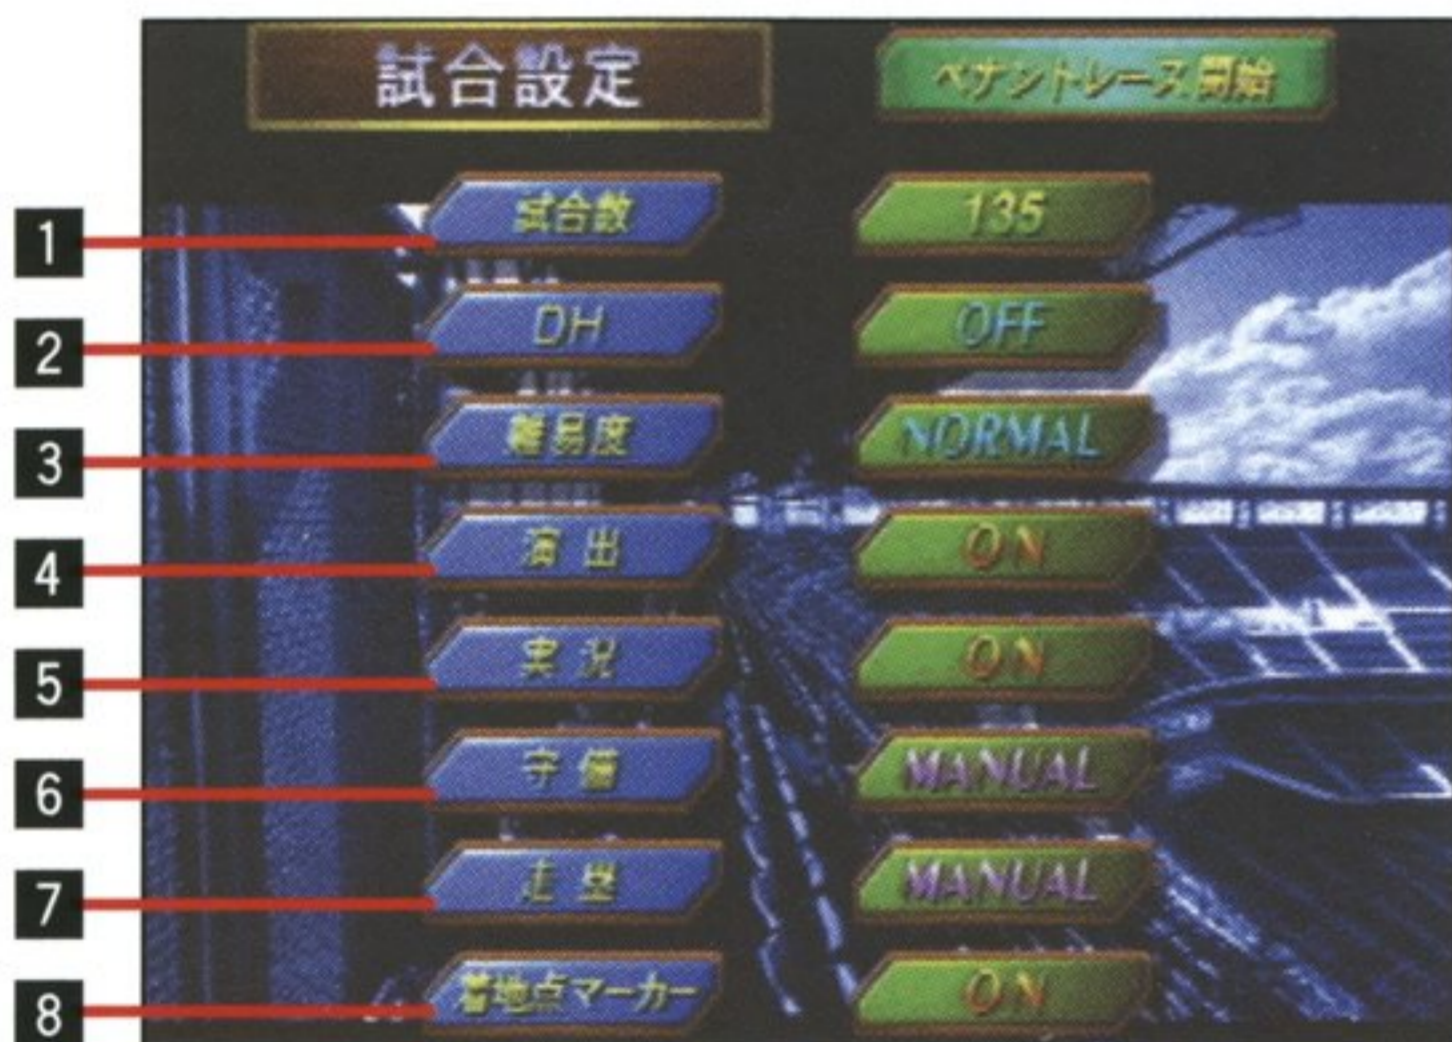 試合設定 ペナントレース開始
1 試合数 135
2 DH OFF
3 難易度 NORMAL
4 演出 ON
5 実況 ON
6 守備 MANUAL
7 走塁 MANUAL
8 着地点マーカー ON